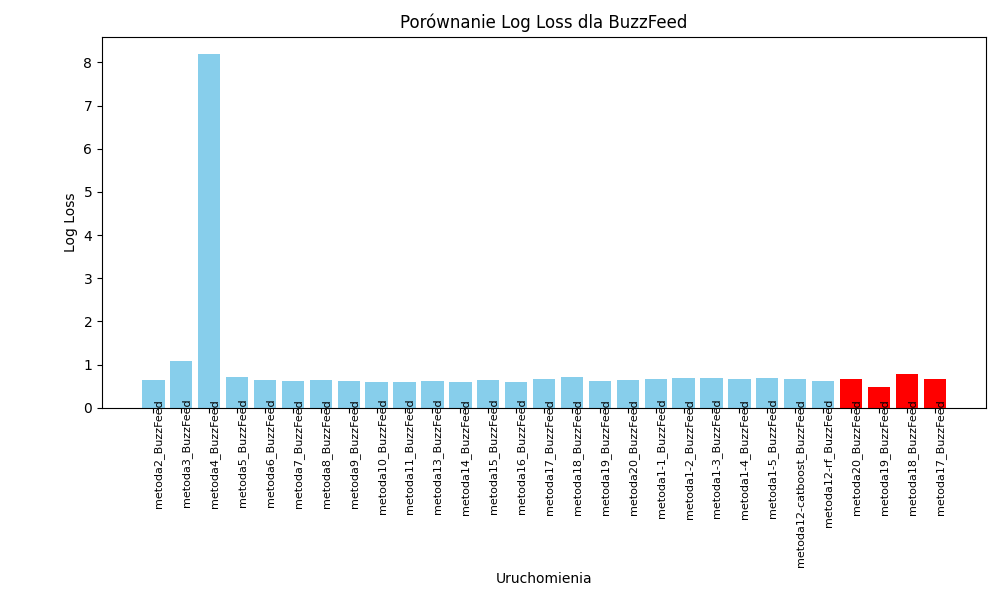 Porównanie Log Loss dla BuzzFeed
8
7
6
5
4
3
2
1
0
Log Loss
metoda2_BuzzFeed
metoda3_BuzzFeed
metoda4_BuzzFeed
metoda5_BuzzFeed
metoda6_BuzzFeed
metoda7_BuzzFeed
metoda8_BuzzFeed
metoda9_BuzzFeed
metoda10_BuzzFeed
metoda11_BuzzFeed
metoda13_BuzzFeed
metoda14_BuzzFeed
metoda15_BuzzFeed
metoda16_BuzzFeed
metoda17_BuzzFeed
metoda18_BuzzFeed
metoda19_BuzzFeed
metoda20_BuzzFeed
metoda1-1_BuzzFeed
metoda1-2_BuzzFeed
metoda1-3_BuzzFeed
metoda1-4_BuzzFeed
metoda1-5_BuzzFeed
metoda12-catboost_BuzzFeed
metoda12-rf_BuzzFeed
metoda20_BuzzFeed
metoda19_BuzzFeed
metoda18_BuzzFeed
metoda17_BuzzFeed
Uruchomienia